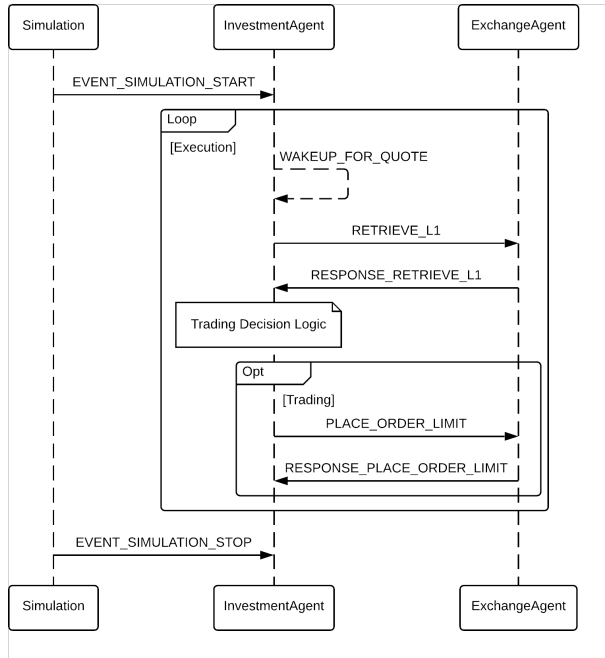 Simulation
InvestmentAgent
ExchangeAgent
EVENT_SIMULATION_START
Loop
[Execution]
WAKEUP_FOR_QUOTE
RETRIEVE_L1
RESPONSE_RETRIEVE_L1
Trading Decision Logic
Opt
[Trading]
PLACE_ORDER_LIMIT
RESPONSE_PLACE_ORDER_LIMIT
EVENT_SIMULATION_STOP
Simulation
InvestmentAgent
ExchangeAgent